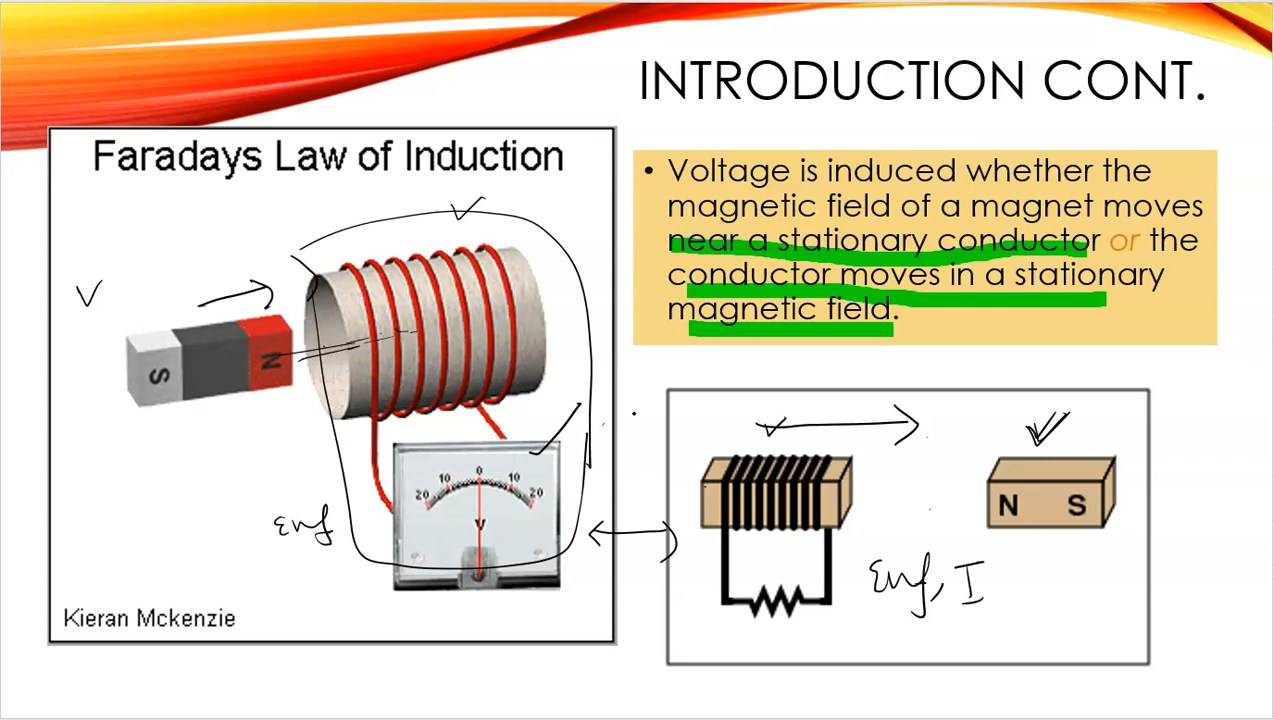 INTRODUCTION CONT.
Faradays Law of Induction
• Voltage is induced whether the
magnetic field of a magnet moves
near a stationary conductor or the
conductor moves in a stationary
magnetic field.
V
S N
20 10 0 10 20
V
Emf
Kieran Mckenzie
N S
Emf, I